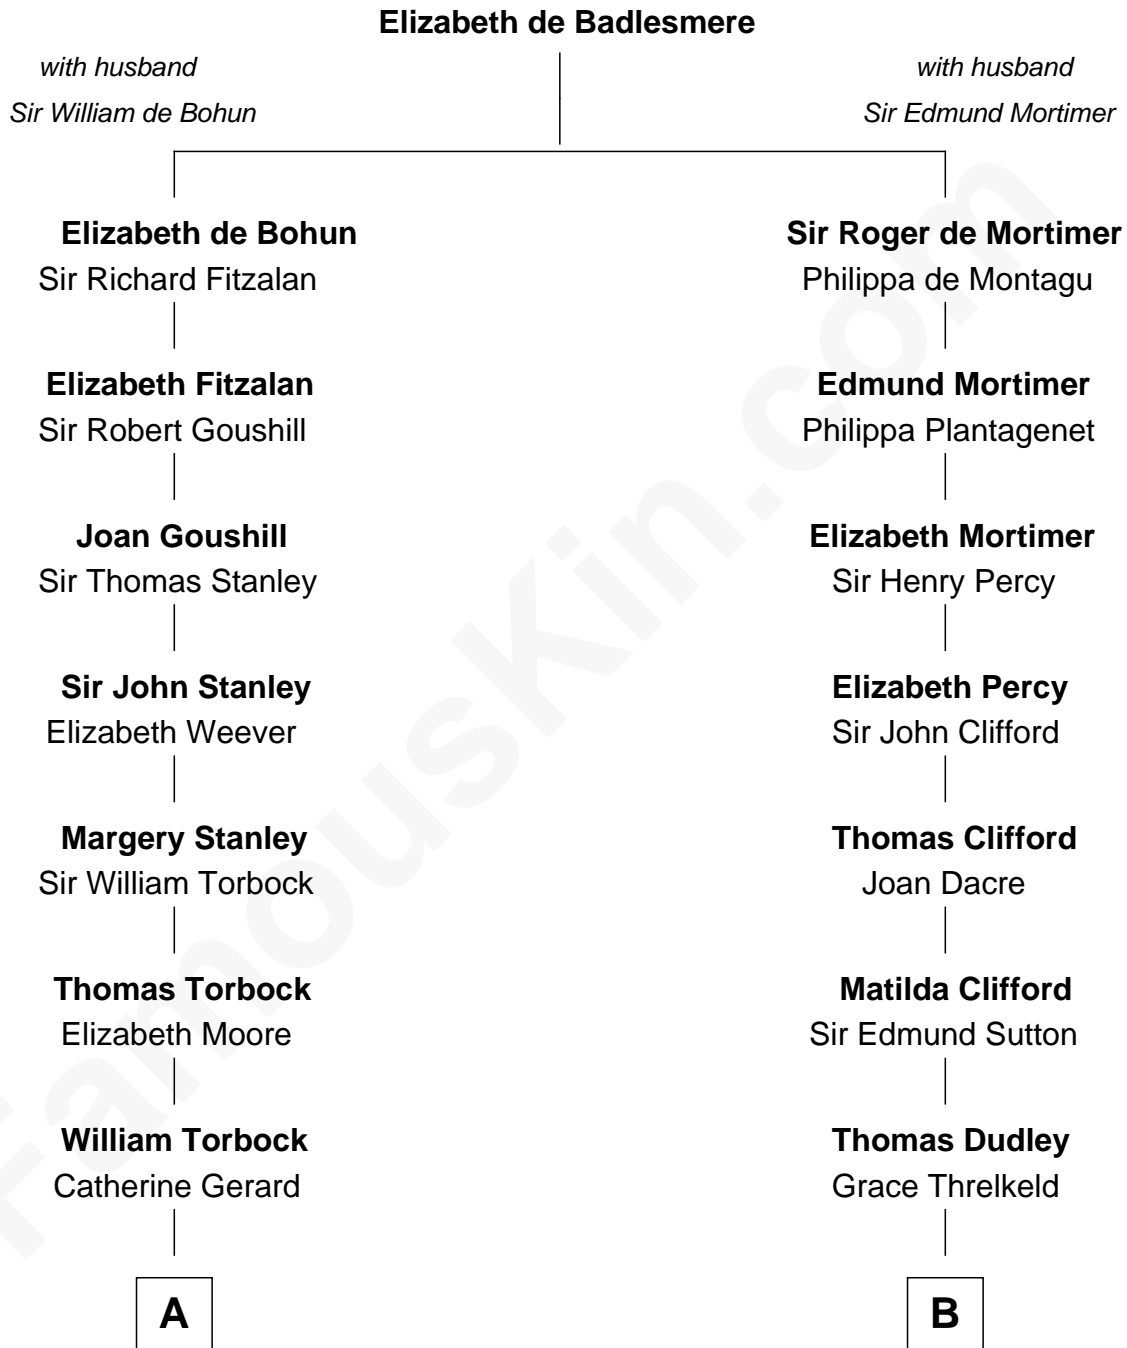 Elizabeth de Badlesmere
with husband
Sir William de Bohun
with husband
Sir Edmund Mortimer
Elizabeth de Bohun
Sir Richard Fitzalan
Sir Roger de Mortimer
Philippa de Montagu
Elizabeth Fitzalan
Sir Robert Goushill
Edmund Mortimer
Philippa Plantagenet
Joan Goushill
Sir Thomas Stanley
Elizabeth Mortimer
Sir Henry Percy
Sir John Stanley
Elizabeth Weever
Elizabeth Percy
Sir John Clifford
Margery Stanley
Sir William Torbock
Thomas Clifford
Joan Dacre
Thomas Torbock
Elizabeth Moore
Matilda Clifford
Sir Edmund Sutton
William Torbock
Catherine Gerard
Thomas Dudley
Grace Threlkeld
A
B
FamousKin.com